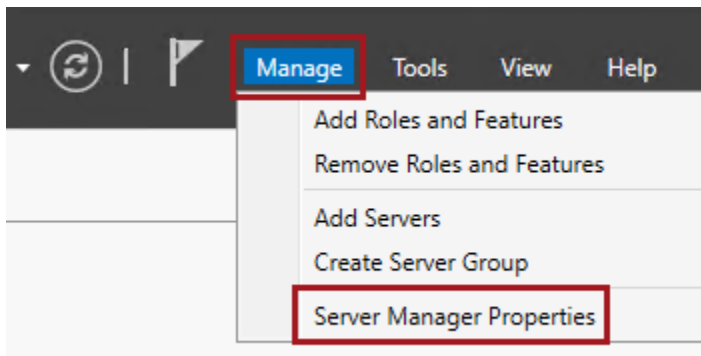 Manage Tools View Help
Add Roles and Features
Remove Roles and Features
Add Servers
Create Server Group
Server Manager Properties